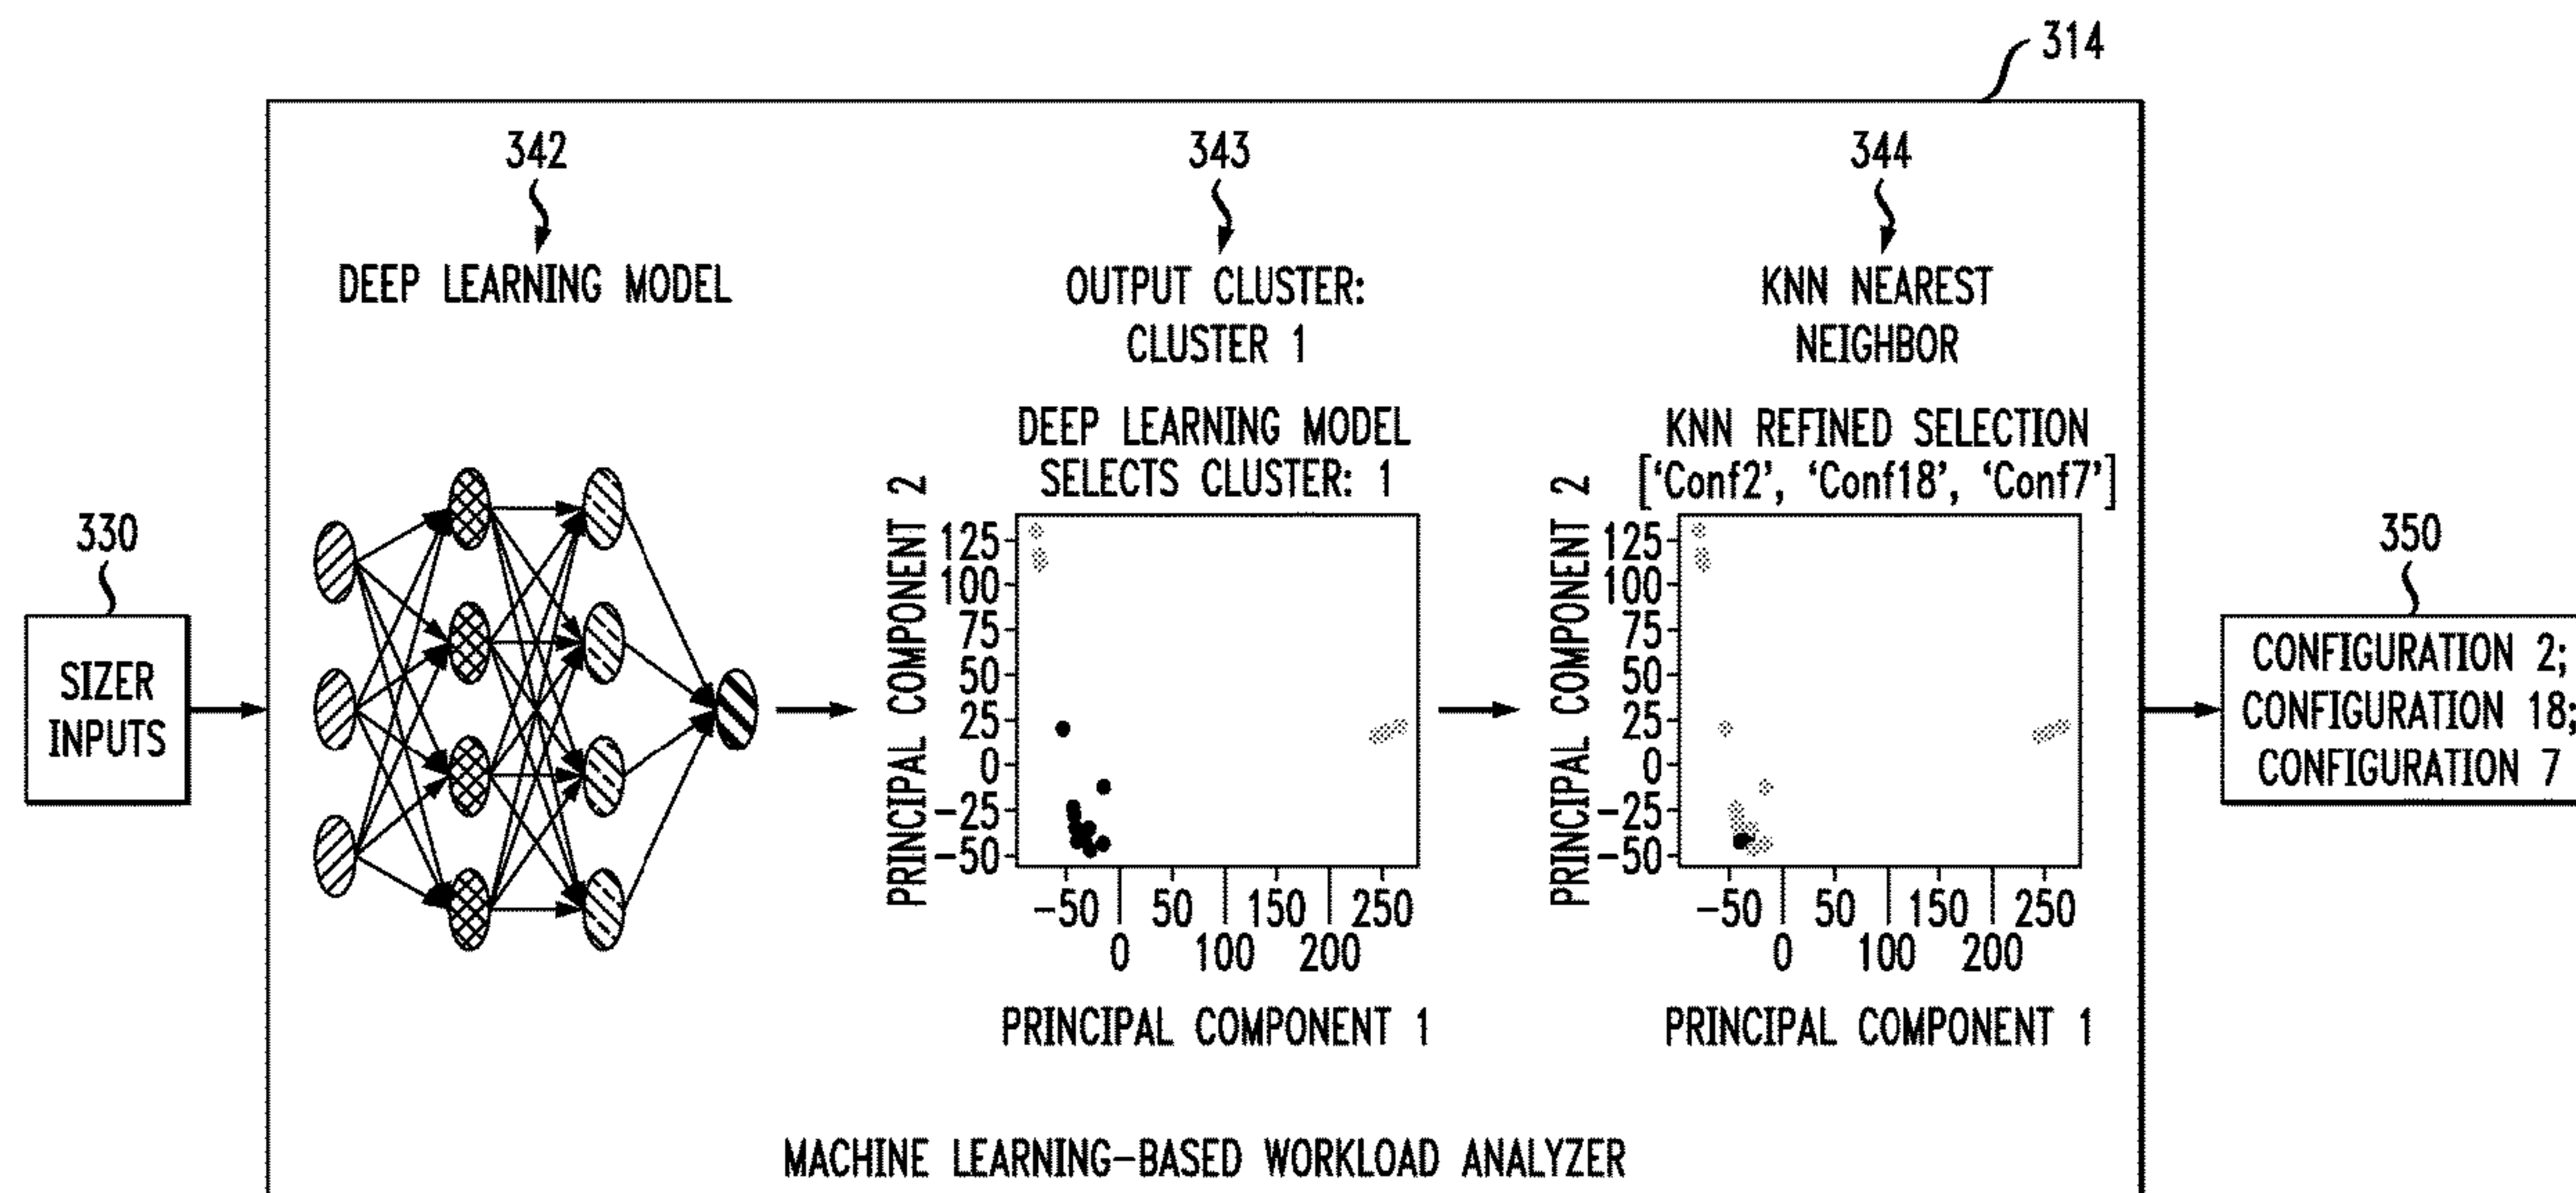 314
342
343
344
DEEP LEARNING MODEL
OUTPUT CLUSTER:
CLUSTER 1
KNN NEAREST
NEIGHBOR
DEEP LEARNING MODEL
SELECTS CLUSTER: 1
KNN REFINED SELECTION
['Conf2', 'Conf18', 'Conf7']
330
SIZER
INPUTS
PRINCIPAL COMPONENT 2
125
100
75
50
25
0
-25
-50
-50 50 150 250
0 100 200
PRINCIPAL COMPONENT 1
PRINCIPAL COMPONENT 2
125
100
75
50
25
0
-25
-50
-50 50 150 250
0 100 200
PRINCIPAL COMPONENT 1
350
CONFIGURATION 2;
CONFIGURATION 18;
CONFIGURATION 7
MACHINE LEARNING-BASED WORKLOAD ANALYZER